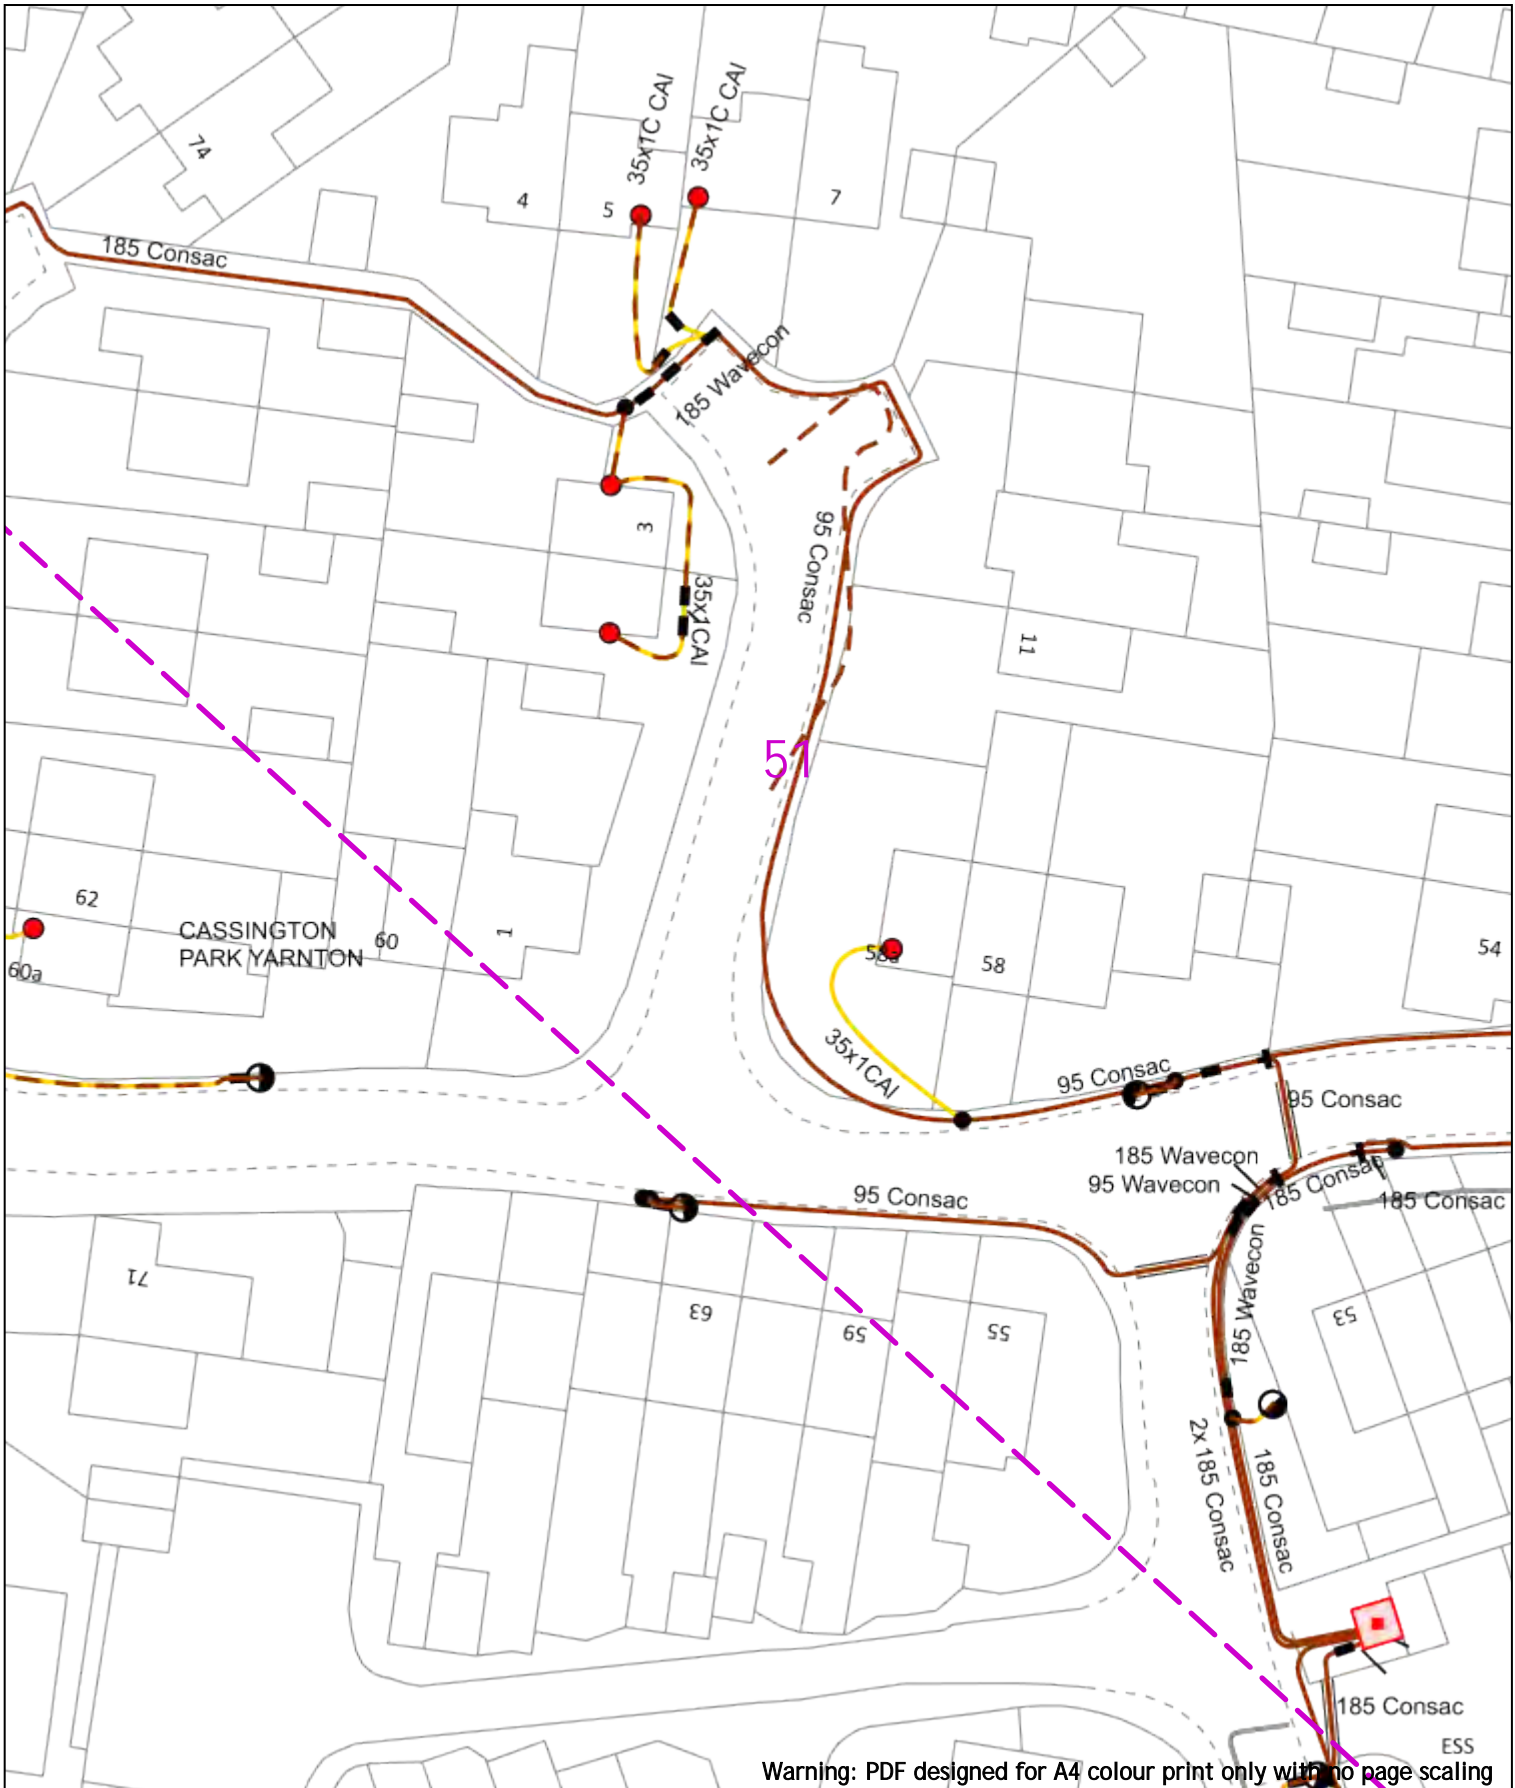 35x1C CAI
35x1C CAI
74
4
5
7
185 Consac
185 Wavecon
3
95 Consac
35x1CAI
11
51
62
CASSINGTON
PARK YARNTON
60
1
60a
58a
58
54
35x1CAI
95 Consac
95 Consac
185 Wavecon
95 Wavecon
185 Consac
185 Consac
95 Consac
71
63
59
55
185 Wavecon
53
2x 185 Consac
185 Consac
185 Consac
ESS
Warning: PDF designed for A4 colour print only with no page scaling